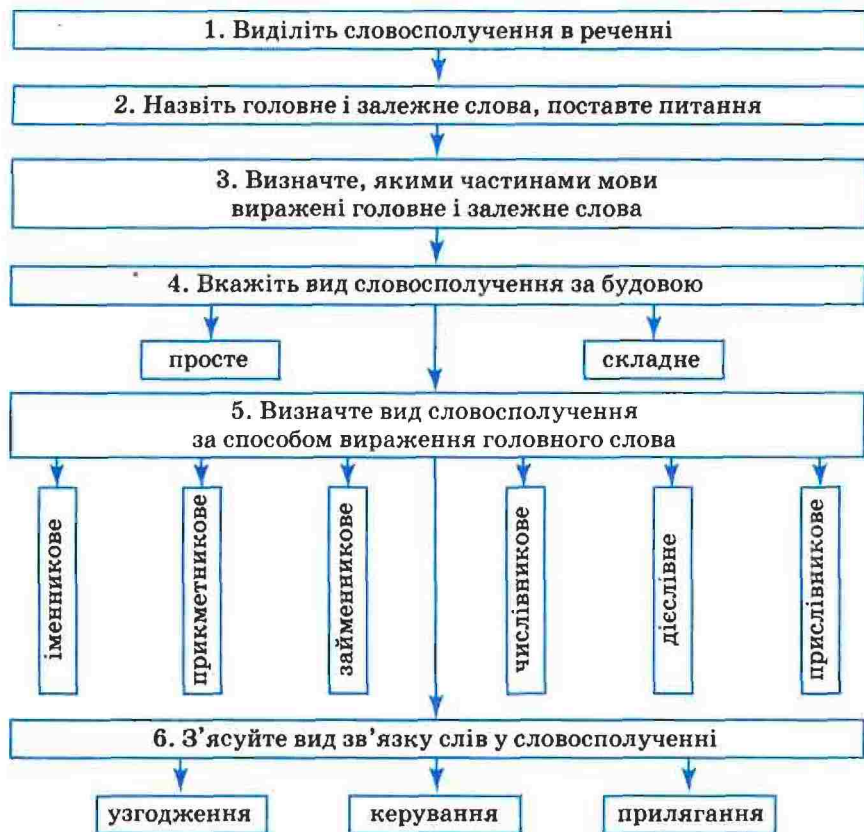 1. Виділіть словосполучення в реченні
2. Назвіть головне і залежне слова, поставте питання
3. Визначте, якими частинами мови
виражені головне і залежне слова
4. Вкажіть вид словосполучення за будовою
просте
складне
5. Визначте вид словосполучення
за способом вираження головного слова
іменникове
прикметникове
займенникове
числівникове
дієслівне
прислівникове
6. З'ясуйте вид зв'язку слів у словосполученні
узгодження
керування
прилягання